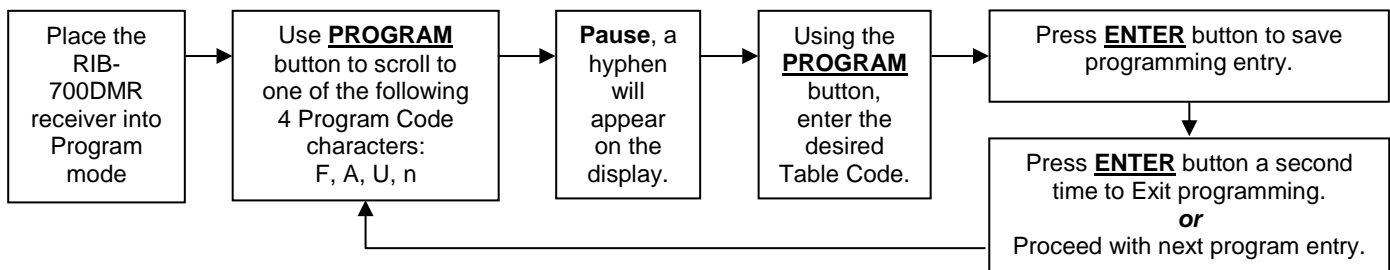 Place the
RIB-
700DMR
receiver into
Program
mode
Use PROGRAM
button to scroll to
one of the following
4 Program Code
characters:
F, A, U, n
Pause, a
hyphen
will
appear
on the
display.
Using the
PROGRAM
button,
enter the
desired
Table Code.
Press ENTER button to save
programming entry.
Press ENTER button a second
time to Exit programming.
or
Proceed with next program entry.